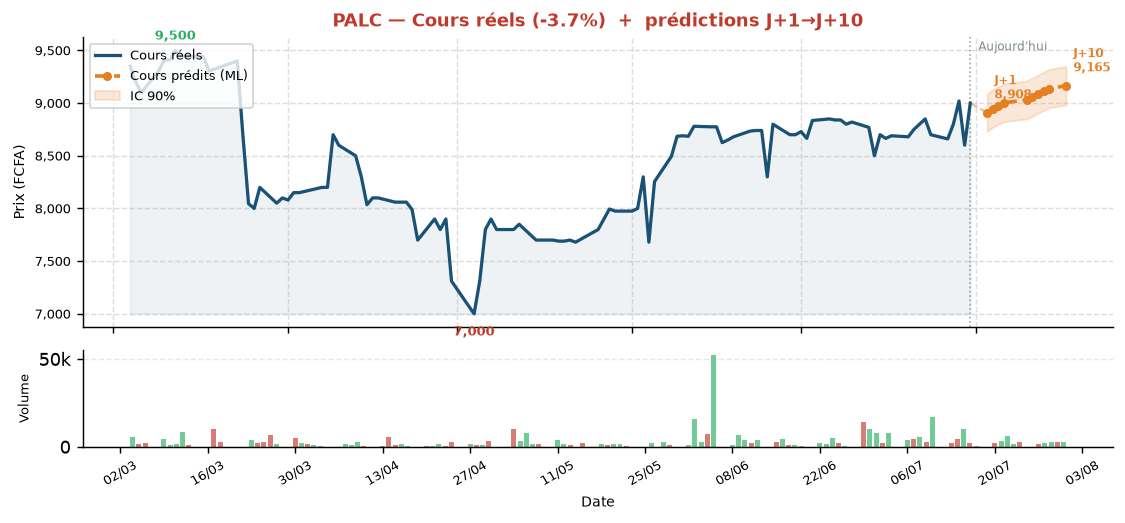 PALC — Cours réels (-3.7%)  +  prédictions J+1→J+10
9,500
Aujourd'hui
Cours réels
Cours prédits (ML)
IC 90%
J+10
9,165
J+1
8,908
9,500
9,000
8,500
8,000
7,500
7,000
Prix (FCFA)
7,000
50k
0
Volume
02/03
16/03
30/03
13/04
27/04
11/05
25/05
08/06
22/06
06/07
20/07
03/08
Date